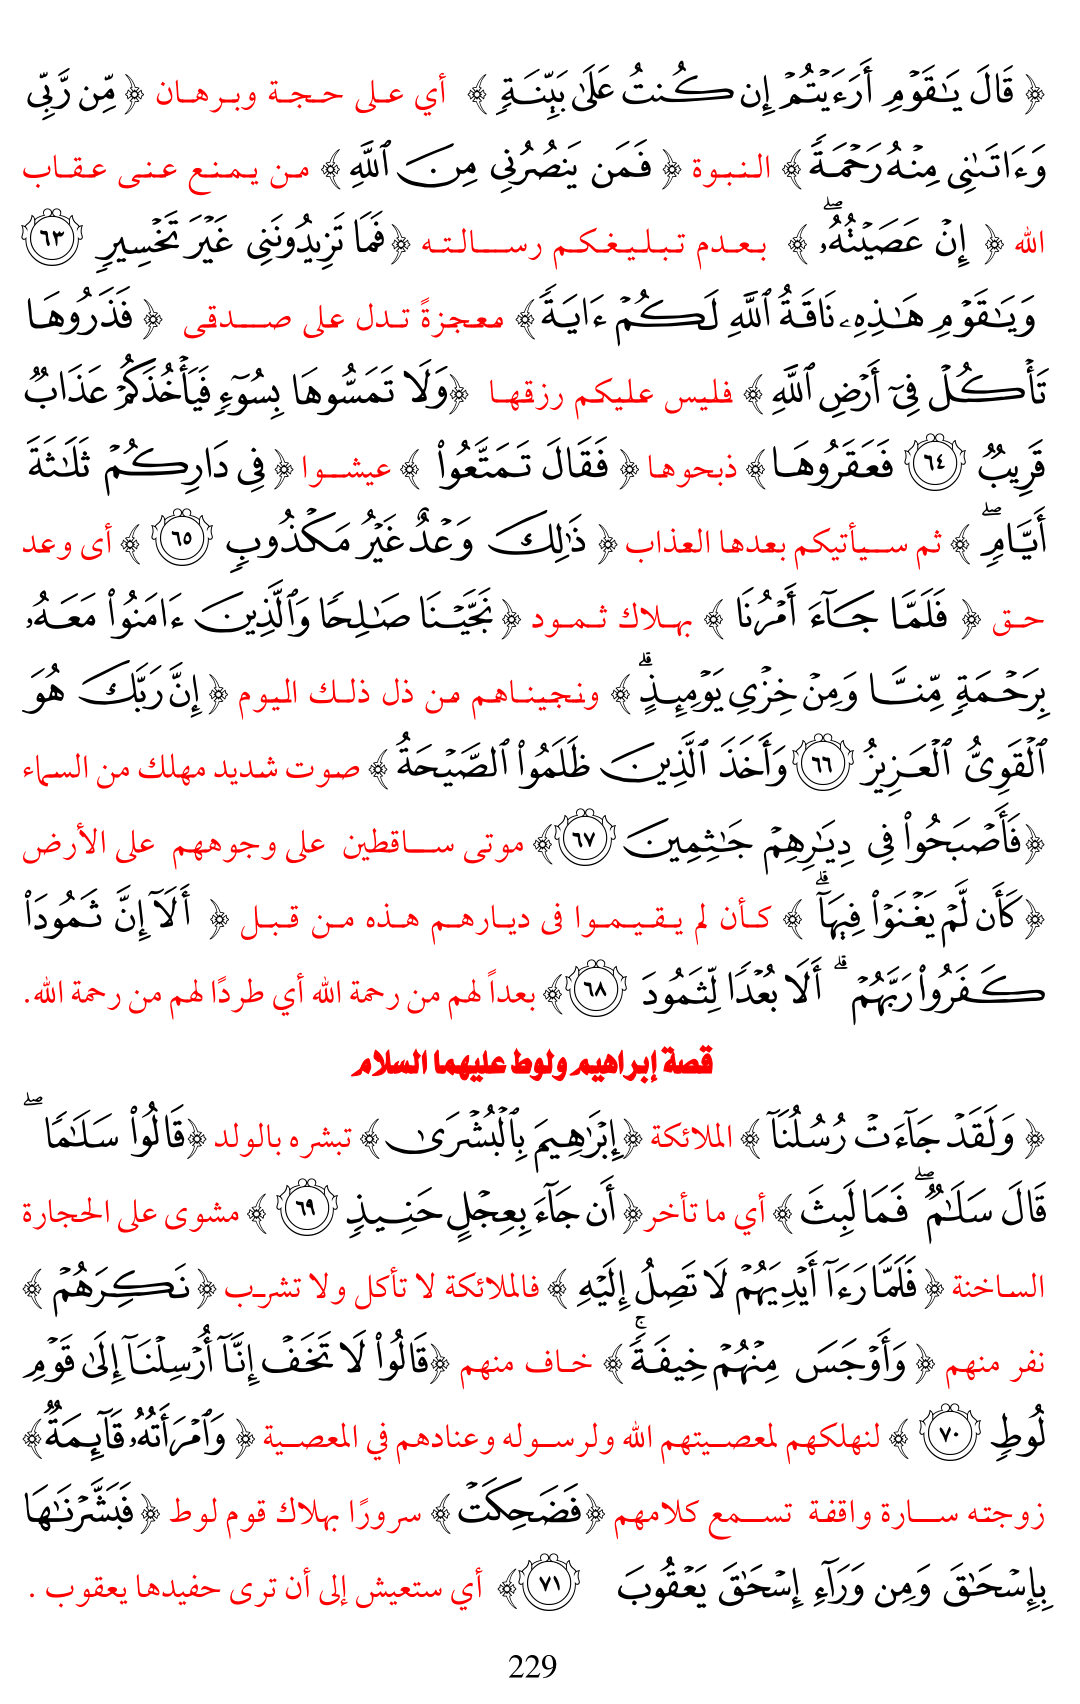 ﴿ قَالَ يَـٰقَوْمِ أَرَءَيْتُمْ إِن كُنتُ عَلَىٰ بَيِّنَةٍ ﴾ أي على حجة وبرهان ﴿ مِّن رَّبِّى
وَءَاتَىٰنِى مِنْهُ رَحْمَةً ﴾ النبوة ﴿ فَمَن يَنصُرُنِى مِنَ ٱللَّهِ ﴾ من يمنع عنى عقاب
الله ﴿ إِنْ عَصَيْتُهُۥ ۖ ﴾ بعدم تبليغكم رسالته ﴿ فَمَا تَزِيدُونَنِى غَيْرَ تَخْسِيرٍ ٦٣
وَيَـٰقَوْمِ هَـٰذِهِۦ نَاقَةُ ٱللَّهِ لَكُمْ ءَايَةً ﴾ معجزةً تدل على صدقى ﴿ فَذَرُوهَا
تَأْكُلْ فِىٓ أَرْضِ ٱللَّهِ ﴾ فليس عليكم رزقها ﴿ وَلَا تَمَسُّوهَا بِسُوٓءٍ فَيَأْخُذَكُمْ عَذَابٌ
قَرِيبٌ ٦٤ فَعَقَرُوهَا ﴾ ذبحوها ﴿ فَقَالَ تَمَتَّعُوا۟ ﴾ عيشوا ﴿ فِى دَارِكُمْ ثَلَـٰثَةَ
أَيَّامٍ ۖ ﴾ ثم سيأتيكم بعدها العذاب ﴿ ذَٰلِكَ وَعْدٌ غَيْرُ مَكْذُوبٍ ٦٥ ﴾ أى وعد
حق ﴿ فَلَمَّا جَآءَ أَمْرُنَا ﴾ بهلاك ثمود ﴿ نَجَّيْنَا صَـٰلِحًا وَٱلَّذِينَ ءَامَنُوا۟ مَعَهُۥ
بِرَحْمَةٍ مِّنَّا وَمِنْ خِزْىِ يَوْمِئِذٍ ۗ ﴾ ونجيناهم من ذل ذلك اليوم ﴿ إِنَّ رَبَّكَ هُوَ
ٱلْقَوِىُّ ٱلْعَزِيزُ ٦٦ وَأَخَذَ ٱلَّذِينَ ظَلَمُوا۟ ٱلصَّيْحَةُ ﴾ صوت شديد مهلك من السماء
﴿ فَأَصْبَحُوا۟ فِى دِيَـٰرِهِمْ جَـٰثِمِينَ ٦٧ ﴾ موتى ساقطين على وجوههم على الأرض
﴿ كَأَن لَّمْ يَغْنَوْا۟ فِيهَآ ۗ ﴾ كأن لم يقيموا فى ديارهم هذه من قبل ﴿ أَلَآ إِنَّ ثَمُودَا۟
كَفَرُوا۟ رَبَّهُمْ ۗ أَلَا بُعْدًا لِّثَمُودَ ٦٨ ﴾ بعداً لهم من رحمة الله أي طردًا لهم من رحمة الله.
قصة إبراهيم ولوط عليهما السلام
﴿ وَلَقَدْ جَآءَتْ رُسُلُنَآ ﴾ الملائكة ﴿ إِبْرَٰهِيمَ بِٱلْبُشْرَىٰ ﴾ تبشره بالولد ﴿ قَالُوا۟ سَلَـٰمًا ۖ
قَالَ سَلَـٰمٌ ۖ فَمَا لَبِثَ ﴾ أي ما تأخر ﴿ أَن جَآءَ بِعِجْلٍ حَنِيذٍ ٦٩ ﴾ مشوى على الحجارة
الساخنة ﴿ فَلَمَّا رَءَآ أَيْدِيَهُمْ لَا تَصِلُ إِلَيْهِ ﴾ فالملائكة لا تأكل ولا تشرب ﴿ نَكِرَهُمْ ﴾
نفر منهم ﴿ وَأَوْجَسَ مِنْهُمْ خِيفَةً ۚ ﴾ خاف منهم ﴿ قَالُوا۟ لَا تَخَفْ إِنَّآ أُرْسِلْنَآ إِلَىٰ قَوْمِ
لُوطٍ ٧٠ ﴾ لنهلكهم لمعصيتهم الله ولرسوله وعنادهم في المعصية ﴿ وَٱمْرَأَتُهُۥ قَآئِمَةٌ ﴾
زوجته سارة واقفة تسمع كلامهم ﴿ فَضَحِكَتْ ﴾ سرورًا بهلاك قوم لوط ﴿ فَبَشَّرْنَـٰهَا
بِإِسْحَـٰقَ وَمِن وَرَآءِ إِسْحَـٰقَ يَعْقُوبَ ٧١ ﴾ أي ستعيش إلى أن ترى حفيدها يعقوب .
229